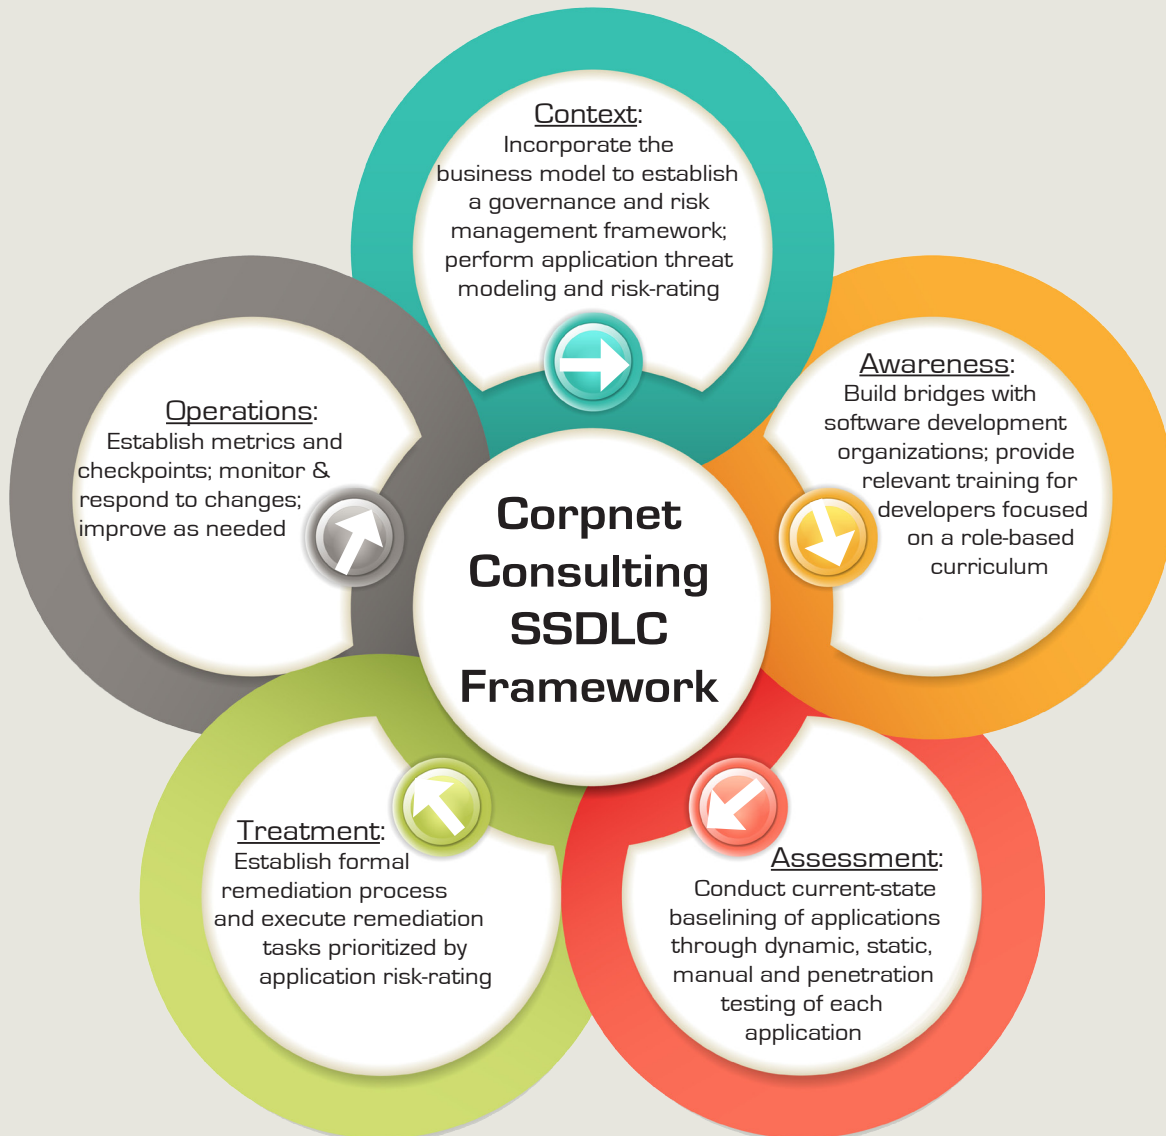 Context:
Incorporate the
business model to establish
a governance and risk
management framework;
perform application threat
modeling and risk-rating
Awareness:
Build bridges with
software development
organizations; provide
relevant training for
developers focused
on a role-based
curriculum
Assessment:
Conduct current-state
baselining of applications
through dynamic, static,
manual and penetration
testing of each
application
Treatment:
Establish formal
remediation process
and execute remediation
tasks prioritized by
application risk-rating
Operations:
Establish metrics and
checkpoints; monitor &
respond to changes;
improve as needed
Corpnet
Consulting
SSDLC
Framework